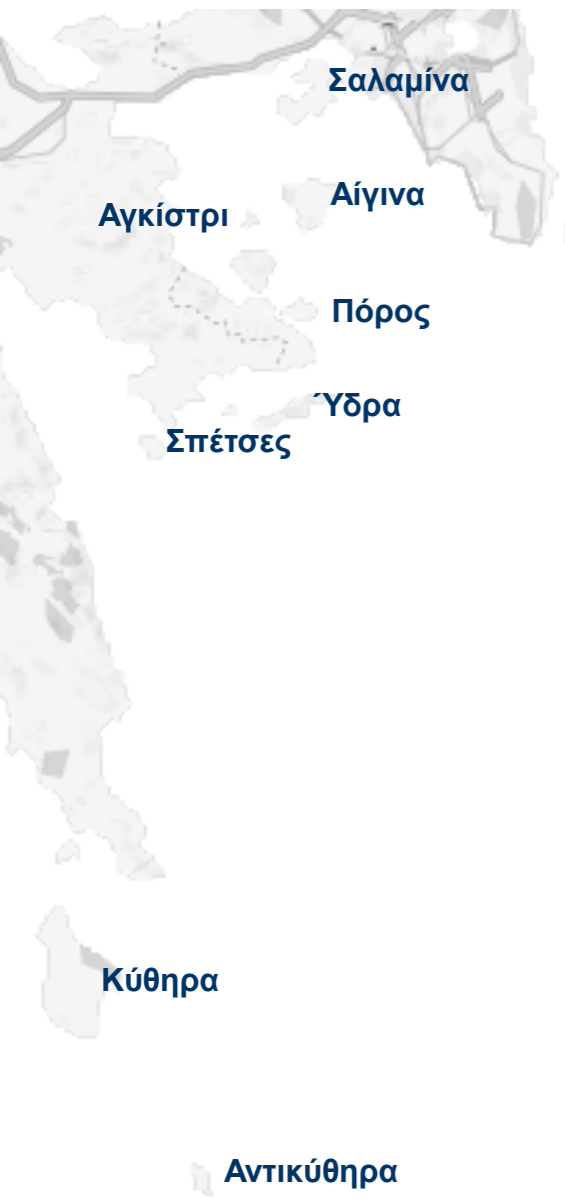 Σαλαμίνα
Αίγινα
Αγκίστρι
Πόρος
Ύδρα
Σπέτσες
Κύθηρα
Αντικύθηρα